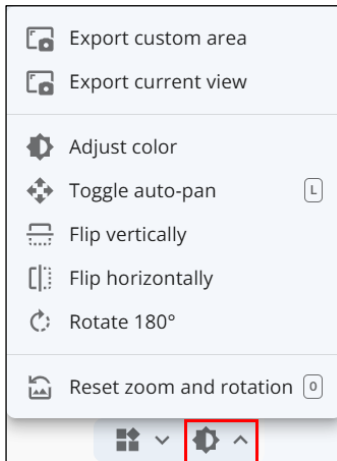 Export custom area
Export current view
Adjust color
Toggle auto-pan L
Flip vertically
Flip horizontally
Rotate 180°
Reset zoom and rotation 0